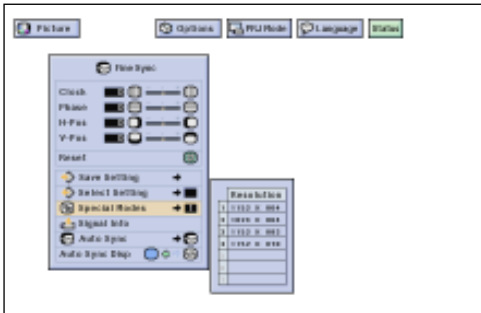 Picture
Options
PRJ Mode
Language
Status
Fine Sync
Clock
Phase
H-Pos
V-Pos
Reset
Save Setting
Select Setting
Special Modes
Signal Info
Auto Sync
Auto Sync Disp
Resolution